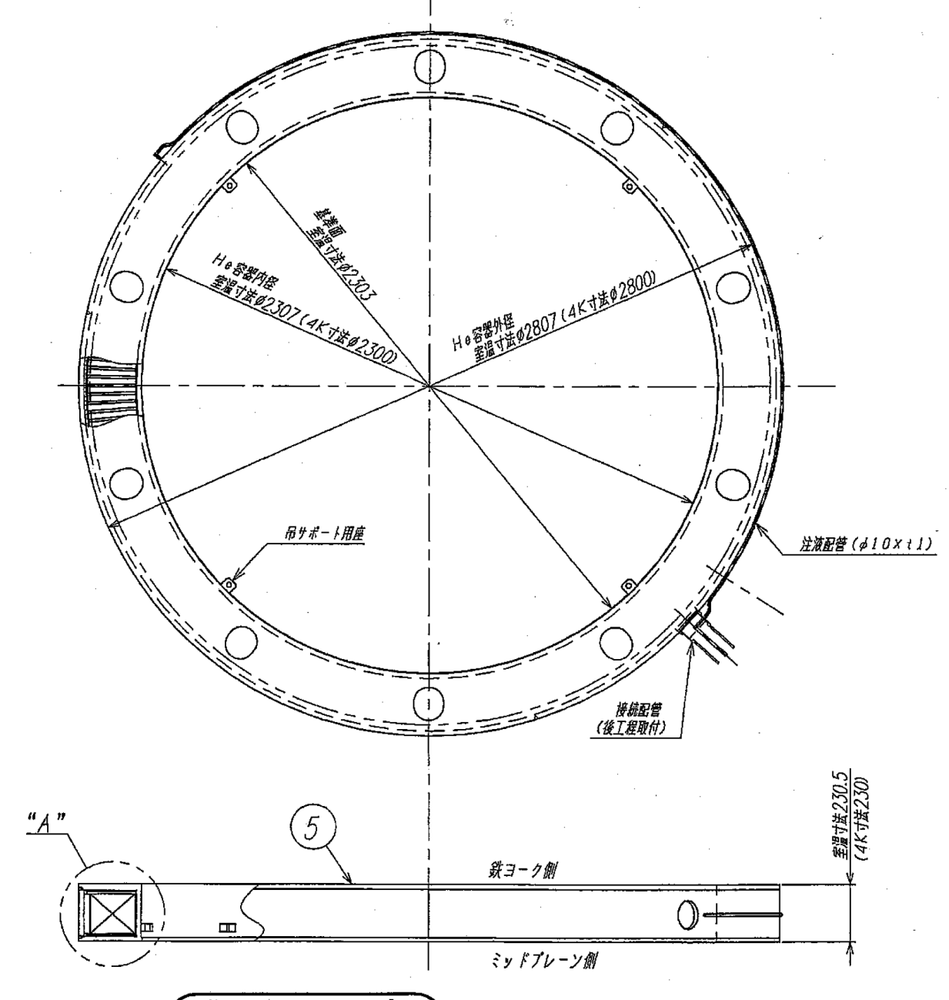 基準面
室温寸法φ2303
He容器内径
室温寸法φ2307(4K寸法φ2300)
He容器外径
室温寸法φ2807(4K寸法φ2800)
吊サポート用座
注液配管(φ10×t1)
接続配管
(後工程取付)
"A"
5
鉄ヨーク側
室温寸法230.5
(4K寸法230)
ミッドプレーン側